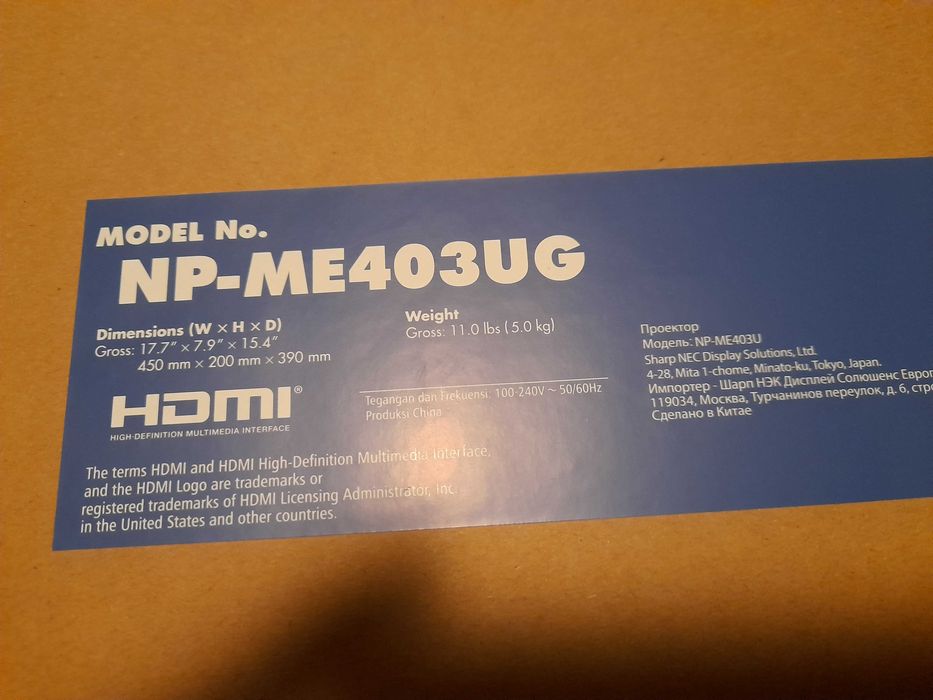 MODEL No.
NP-ME403UG
Dimensions (W × H × D)
Gross: 17.7” × 7.9” × 15.4”
450 mm × 200 mm × 390 mm
Weight
Gross: 11.0 lbs (5.0 kg)
HDMI®
HIGH-DEFINITION MULTIMEDIA INTERFACE
Tegangan dan Frekuensi: 100-240V ~ 50/60Hz
Produksi China
The terms HDMI and HDMI High-Definition Multimedia Interface,
and the HDMI Logo are trademarks or
registered trademarks of HDMI Licensing Administrator, Inc.
in the United States and other countries.
Проектор
Модель: NP-ME403U
Sharp NEC Display Solutions, Ltd.
4-28, Mita 1-chome, Minato-ku, Tokyo, Japan.
Импортер - Шарп НЭК Дисплей Солюшенс Европ
119034, Москва, Турчанинов переулок, д. 6, стр
Сделано в Китае